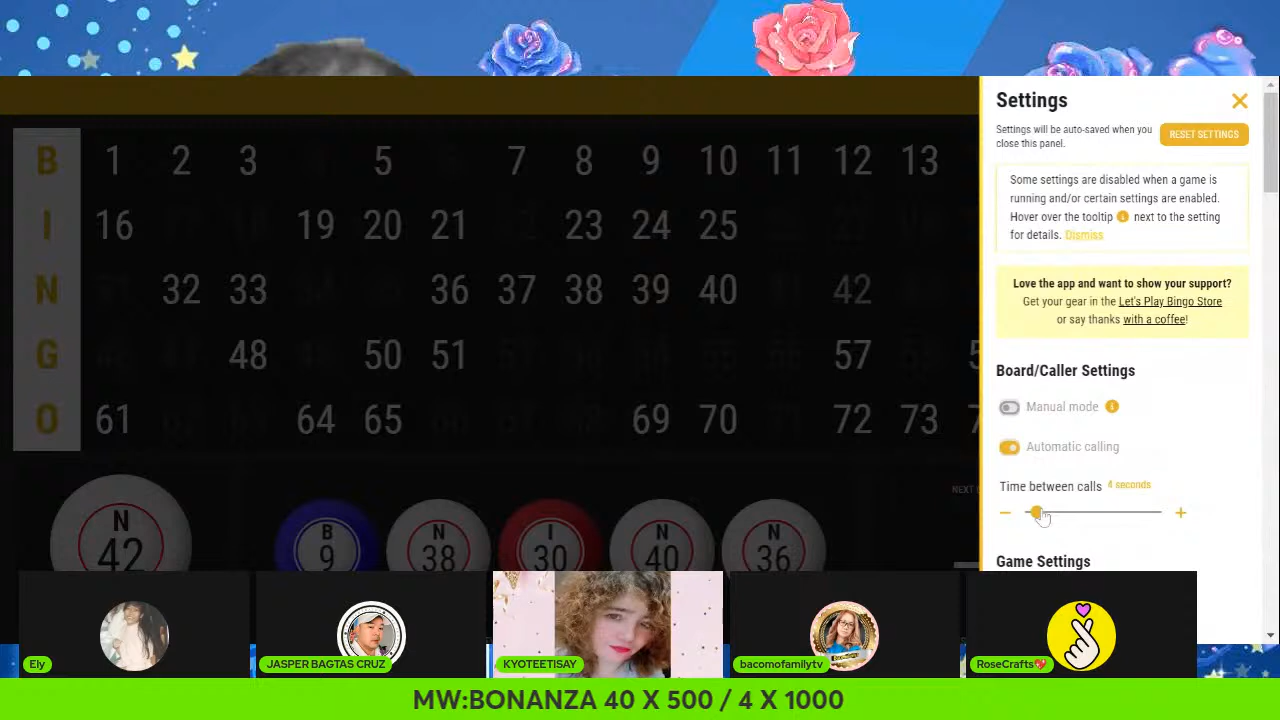 Settings
Settings will be auto-saved when you
close this panel.
RESET SETTINGS
Some settings are disabled when a game is
running and/or certain settings are enabled.
Hover over the tooltip i next to the setting
for details. Dismiss
Love the app and want to show your support?
Get your gear in the Let's Play Bingo Store
or say thanks with a coffee!
Board/Caller Settings
Manual mode i
Automatic calling
Time between calls 4 seconds
Game Settings
B 1 2 3 5 7 8 9 10 11 12 13
I 16 19 20 21 23 24 25
N 32 33 36 37 38 39 40 42
G 48 50 51 57
O 61 64 65 69 70 72 73
NEXT
N 42
B 9
N 38
I 30
N 40
N 36
Ely
JASPER BAGTAS CRUZ
KYOTEETISAY
bacomofamilytv
RoseCrafts💖
MW:BONANZA 40 X 500 / 4 X 1000